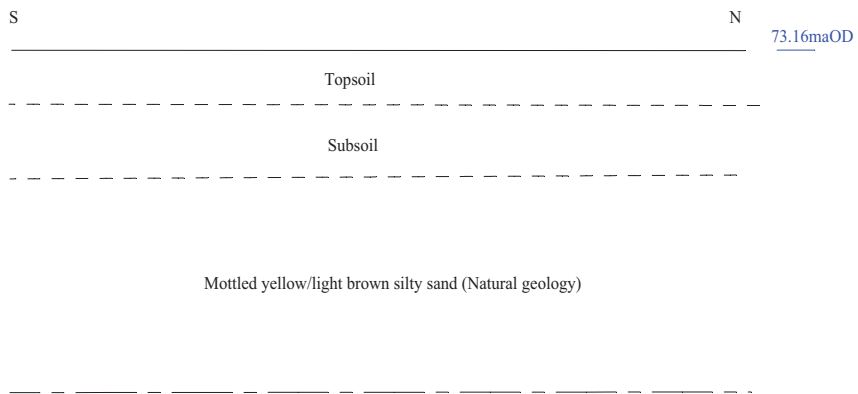 S N
73.16maOD
Topsoil
Subsoil
Mottled yellow/light brown silty sand (Natural geology)